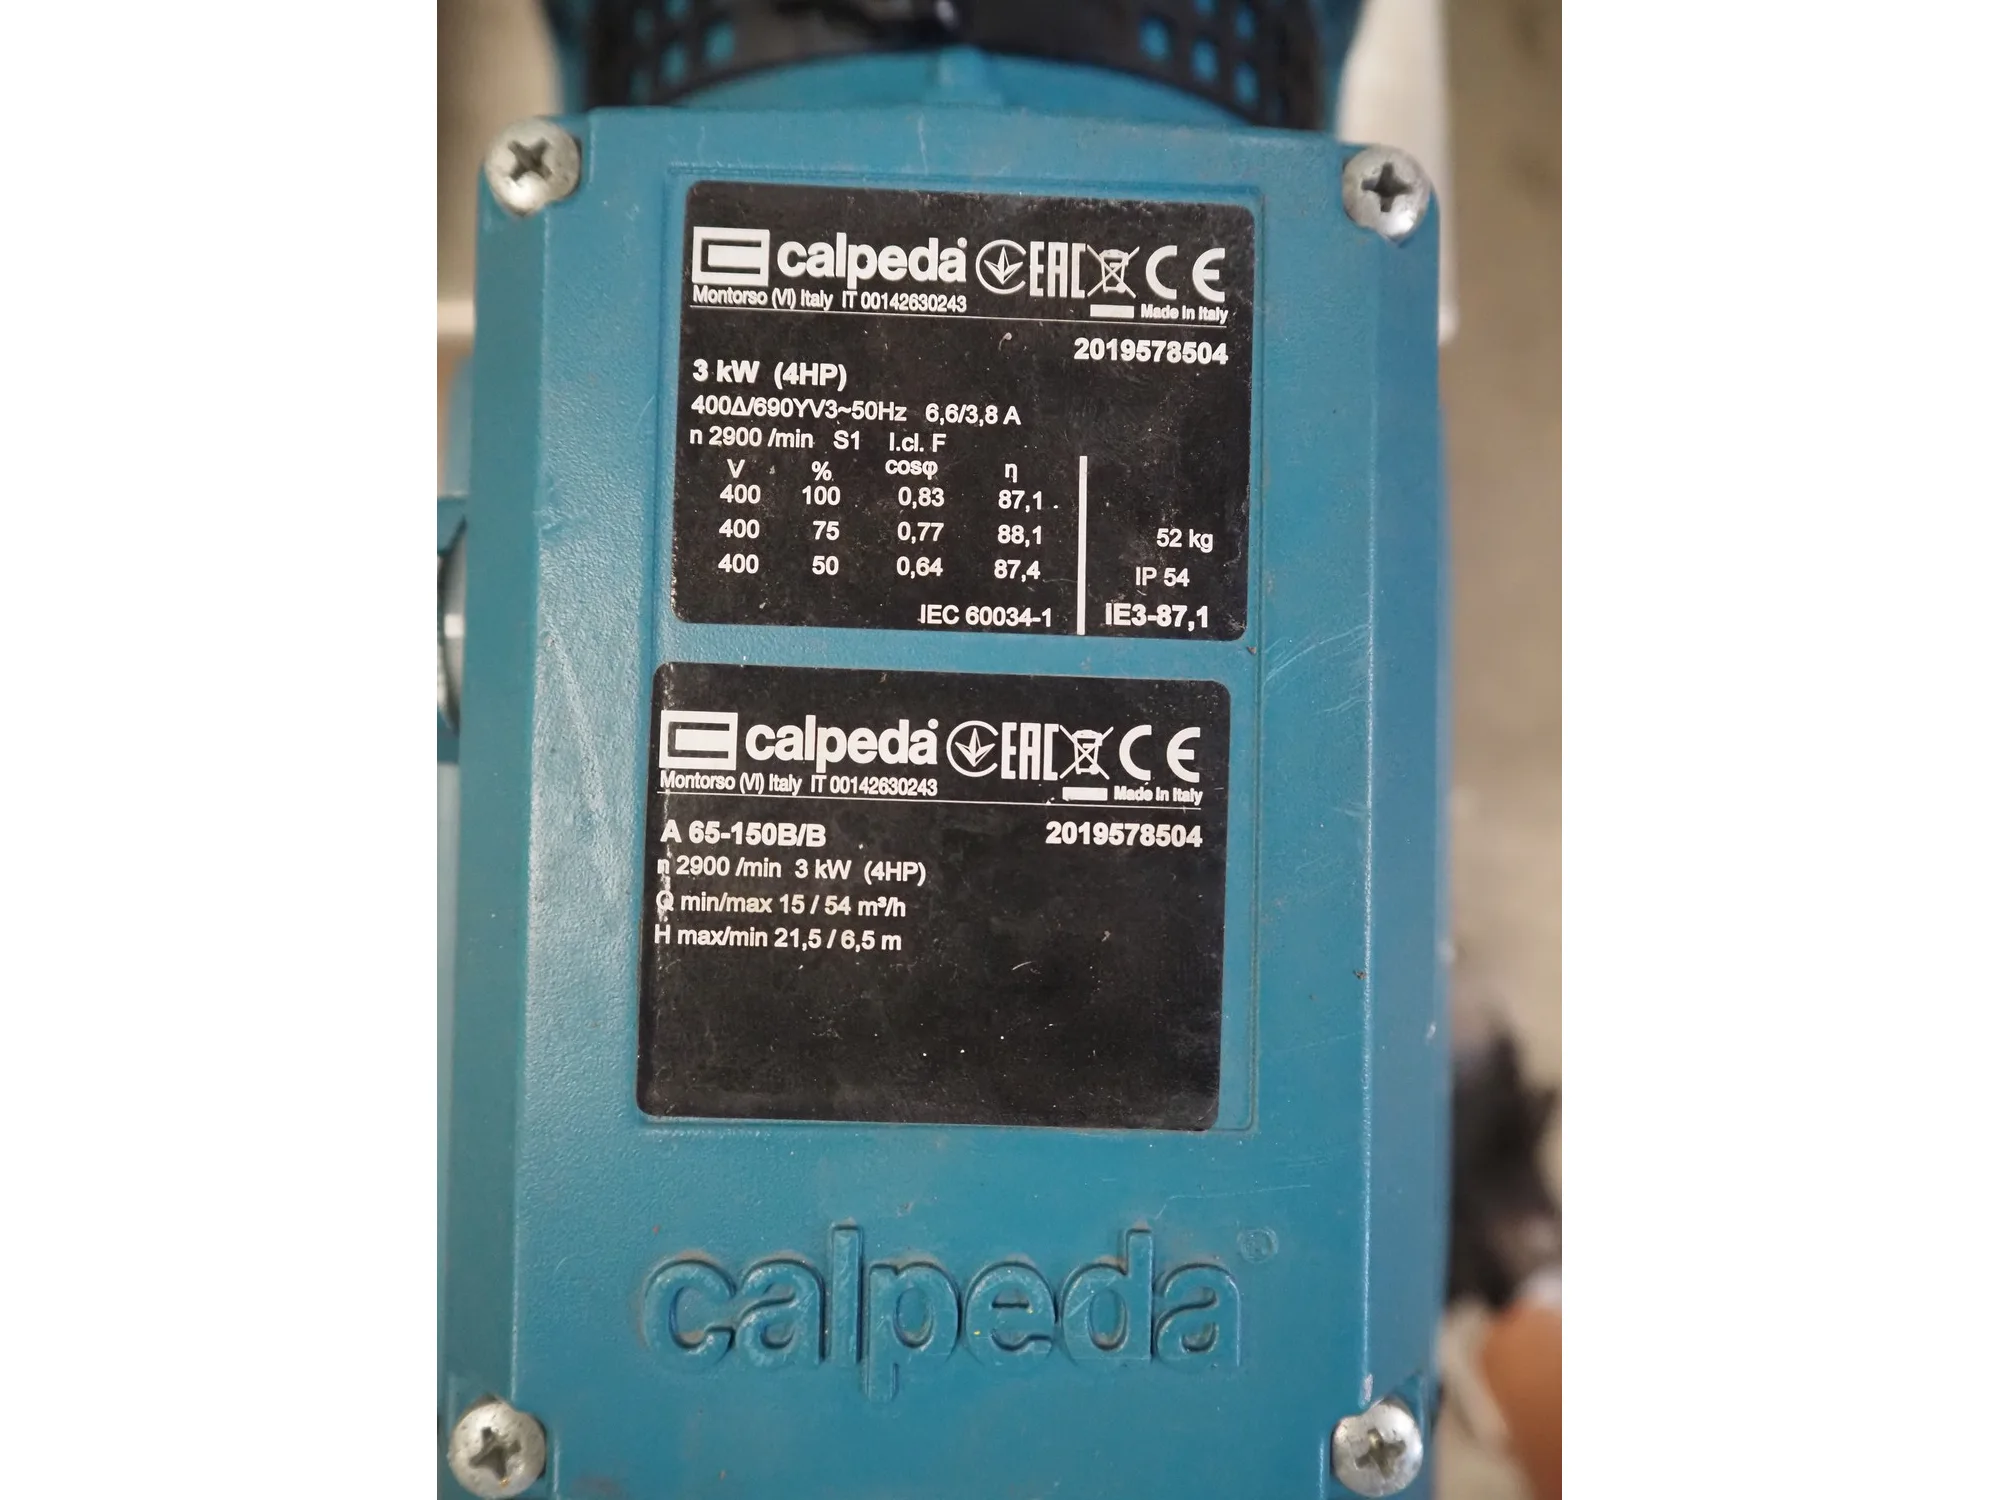 calpeda® EAC CE
Montorso (VI) Italy IT 00142630243
Made in Italy
2019578504
3 kW (4HP)
400Δ/690YV3~50Hz 6,6/3,8 A
n 2900 /min S1 I.cl. F
V % cosφ η
400 100 0,83 87,1
400 75 0,77 88,1
52 kg
400 50 0,64 87,4
IP 54
IEC 60034-1 IE3-87,1
calpeda® EAC CE
Montorso (VI) Italy IT 00142630243
Made in Italy
A 65-150B/B 2019578504
n 2900 /min 3 kW (4HP)
Q min/max 15 / 54 m³/h
H max/min 21,5 / 6,5 m
calpeda®